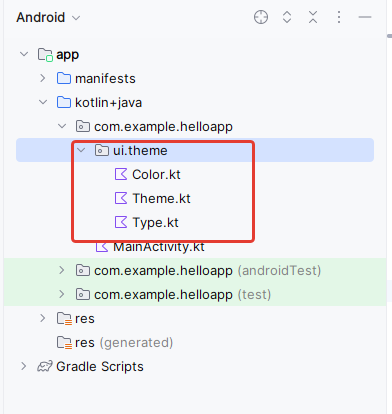 Android
app
manifests
kotlin+java
com.example.helloapp
ui.theme
Color.kt
Theme.kt
Type.kt
MainActivity.kt
com.example.helloapp (androidTest)
com.example.helloapp (test)
res
res (generated)
Gradle Scripts